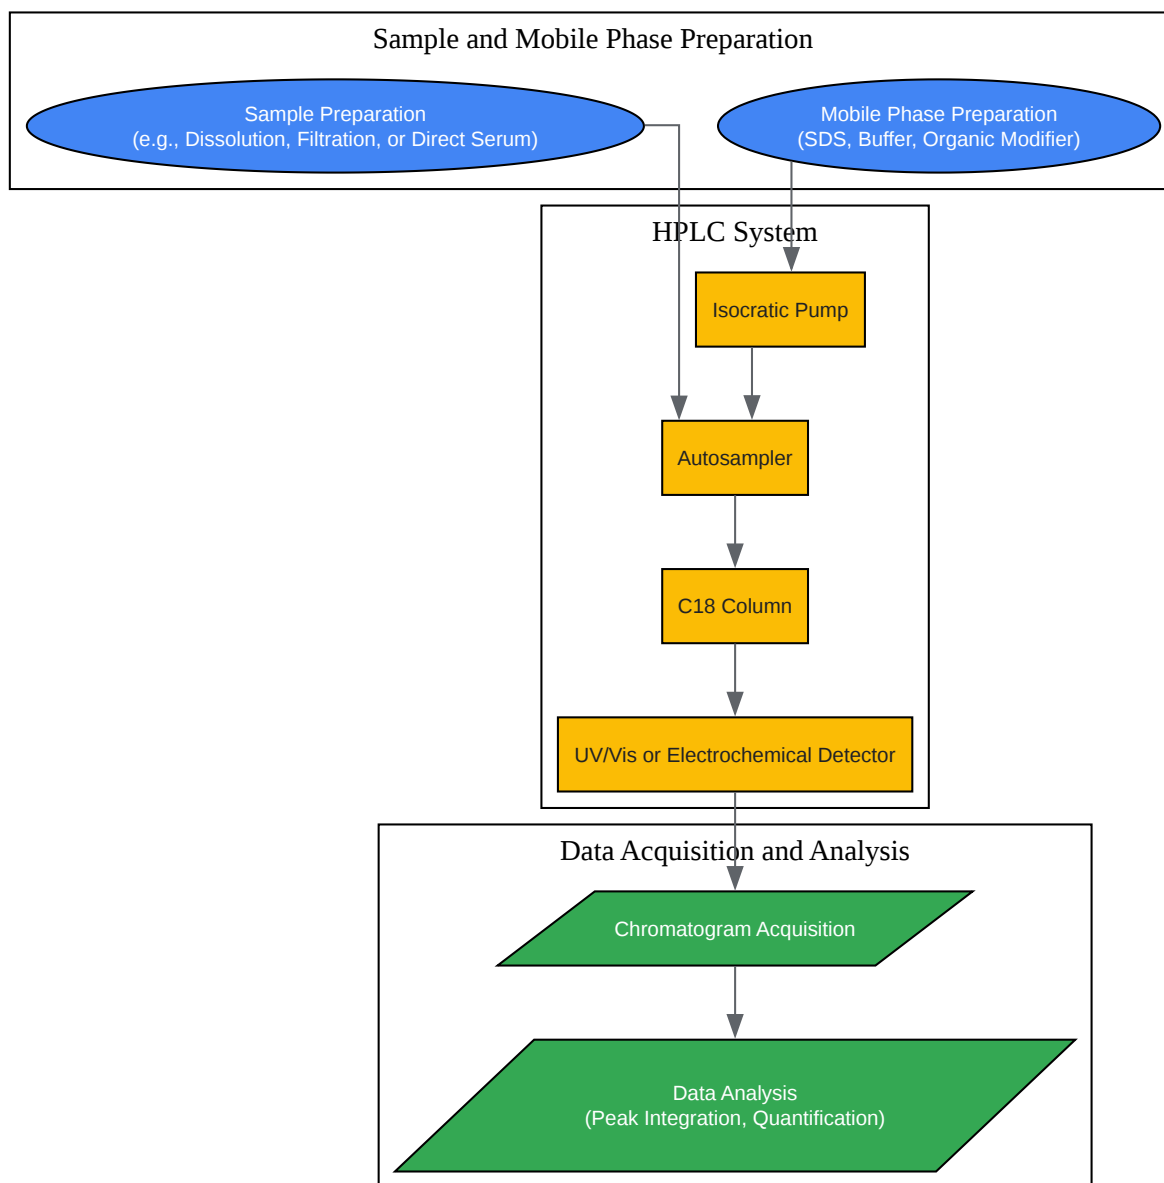 Sample and Mobile Phase Preparation
Sample Preparation
(e.g., Dissolution, Filtration, or Direct Serum)
Mobile Phase Preparation
(SDS, Buffer, Organic Modifier)
HPLC System
Isocratic Pump
Autosampler
C18 Column
UV/Vis or Electrochemical Detector
Data Acquisition and Analysis
Chromatogram Acquisition
Data Analysis
(Peak Integration, Quantification)